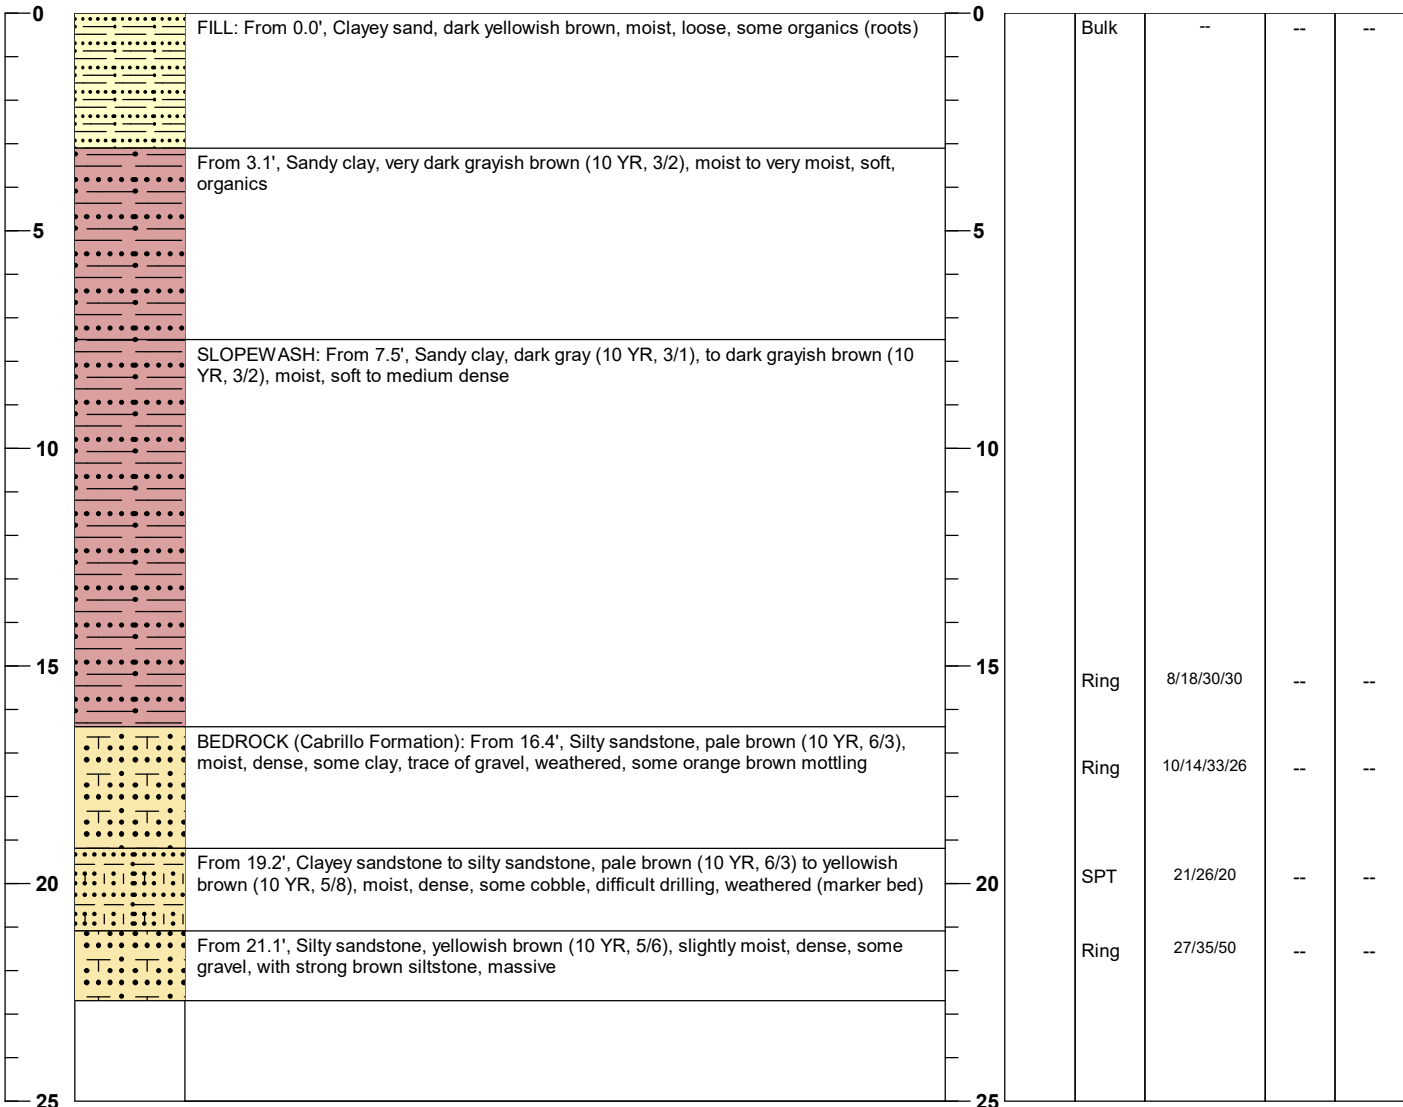 0
FILL: From 0.0', Clayey sand, dark yellowish brown, moist, loose, some organics (roots)
0
Bulk -- -- --
From 3.1', Sandy clay, very dark grayish brown (10 YR, 3/2), moist to very moist, soft,
organics
5
5
SLOPEWASH: From 7.5', Sandy clay, dark gray (10 YR, 3/1), to dark grayish brown (10
YR, 3/2), moist, soft to medium dense
10
10
15
15
Ring 8/18/30/30 -- --
BEDROCK (Cabrillo Formation): From 16.4', Silty sandstone, pale brown (10 YR, 6/3),
moist, dense, some clay, trace of gravel, weathered, some orange brown mottling
Ring 10/14/33/26 -- --
From 19.2', Clayey sandstone to silty sandstone, pale brown (10 YR, 6/3) to yellowish
brown (10 YR, 5/8), moist, dense, some cobble, difficult drilling, weathered (marker bed)
20
20
SPT 21/26/20 -- --
From 21.1', Silty sandstone, yellowish brown (10 YR, 5/6), slightly moist, dense, some
gravel, with strong brown siltstone, massive
Ring 27/35/50 -- --
25
25